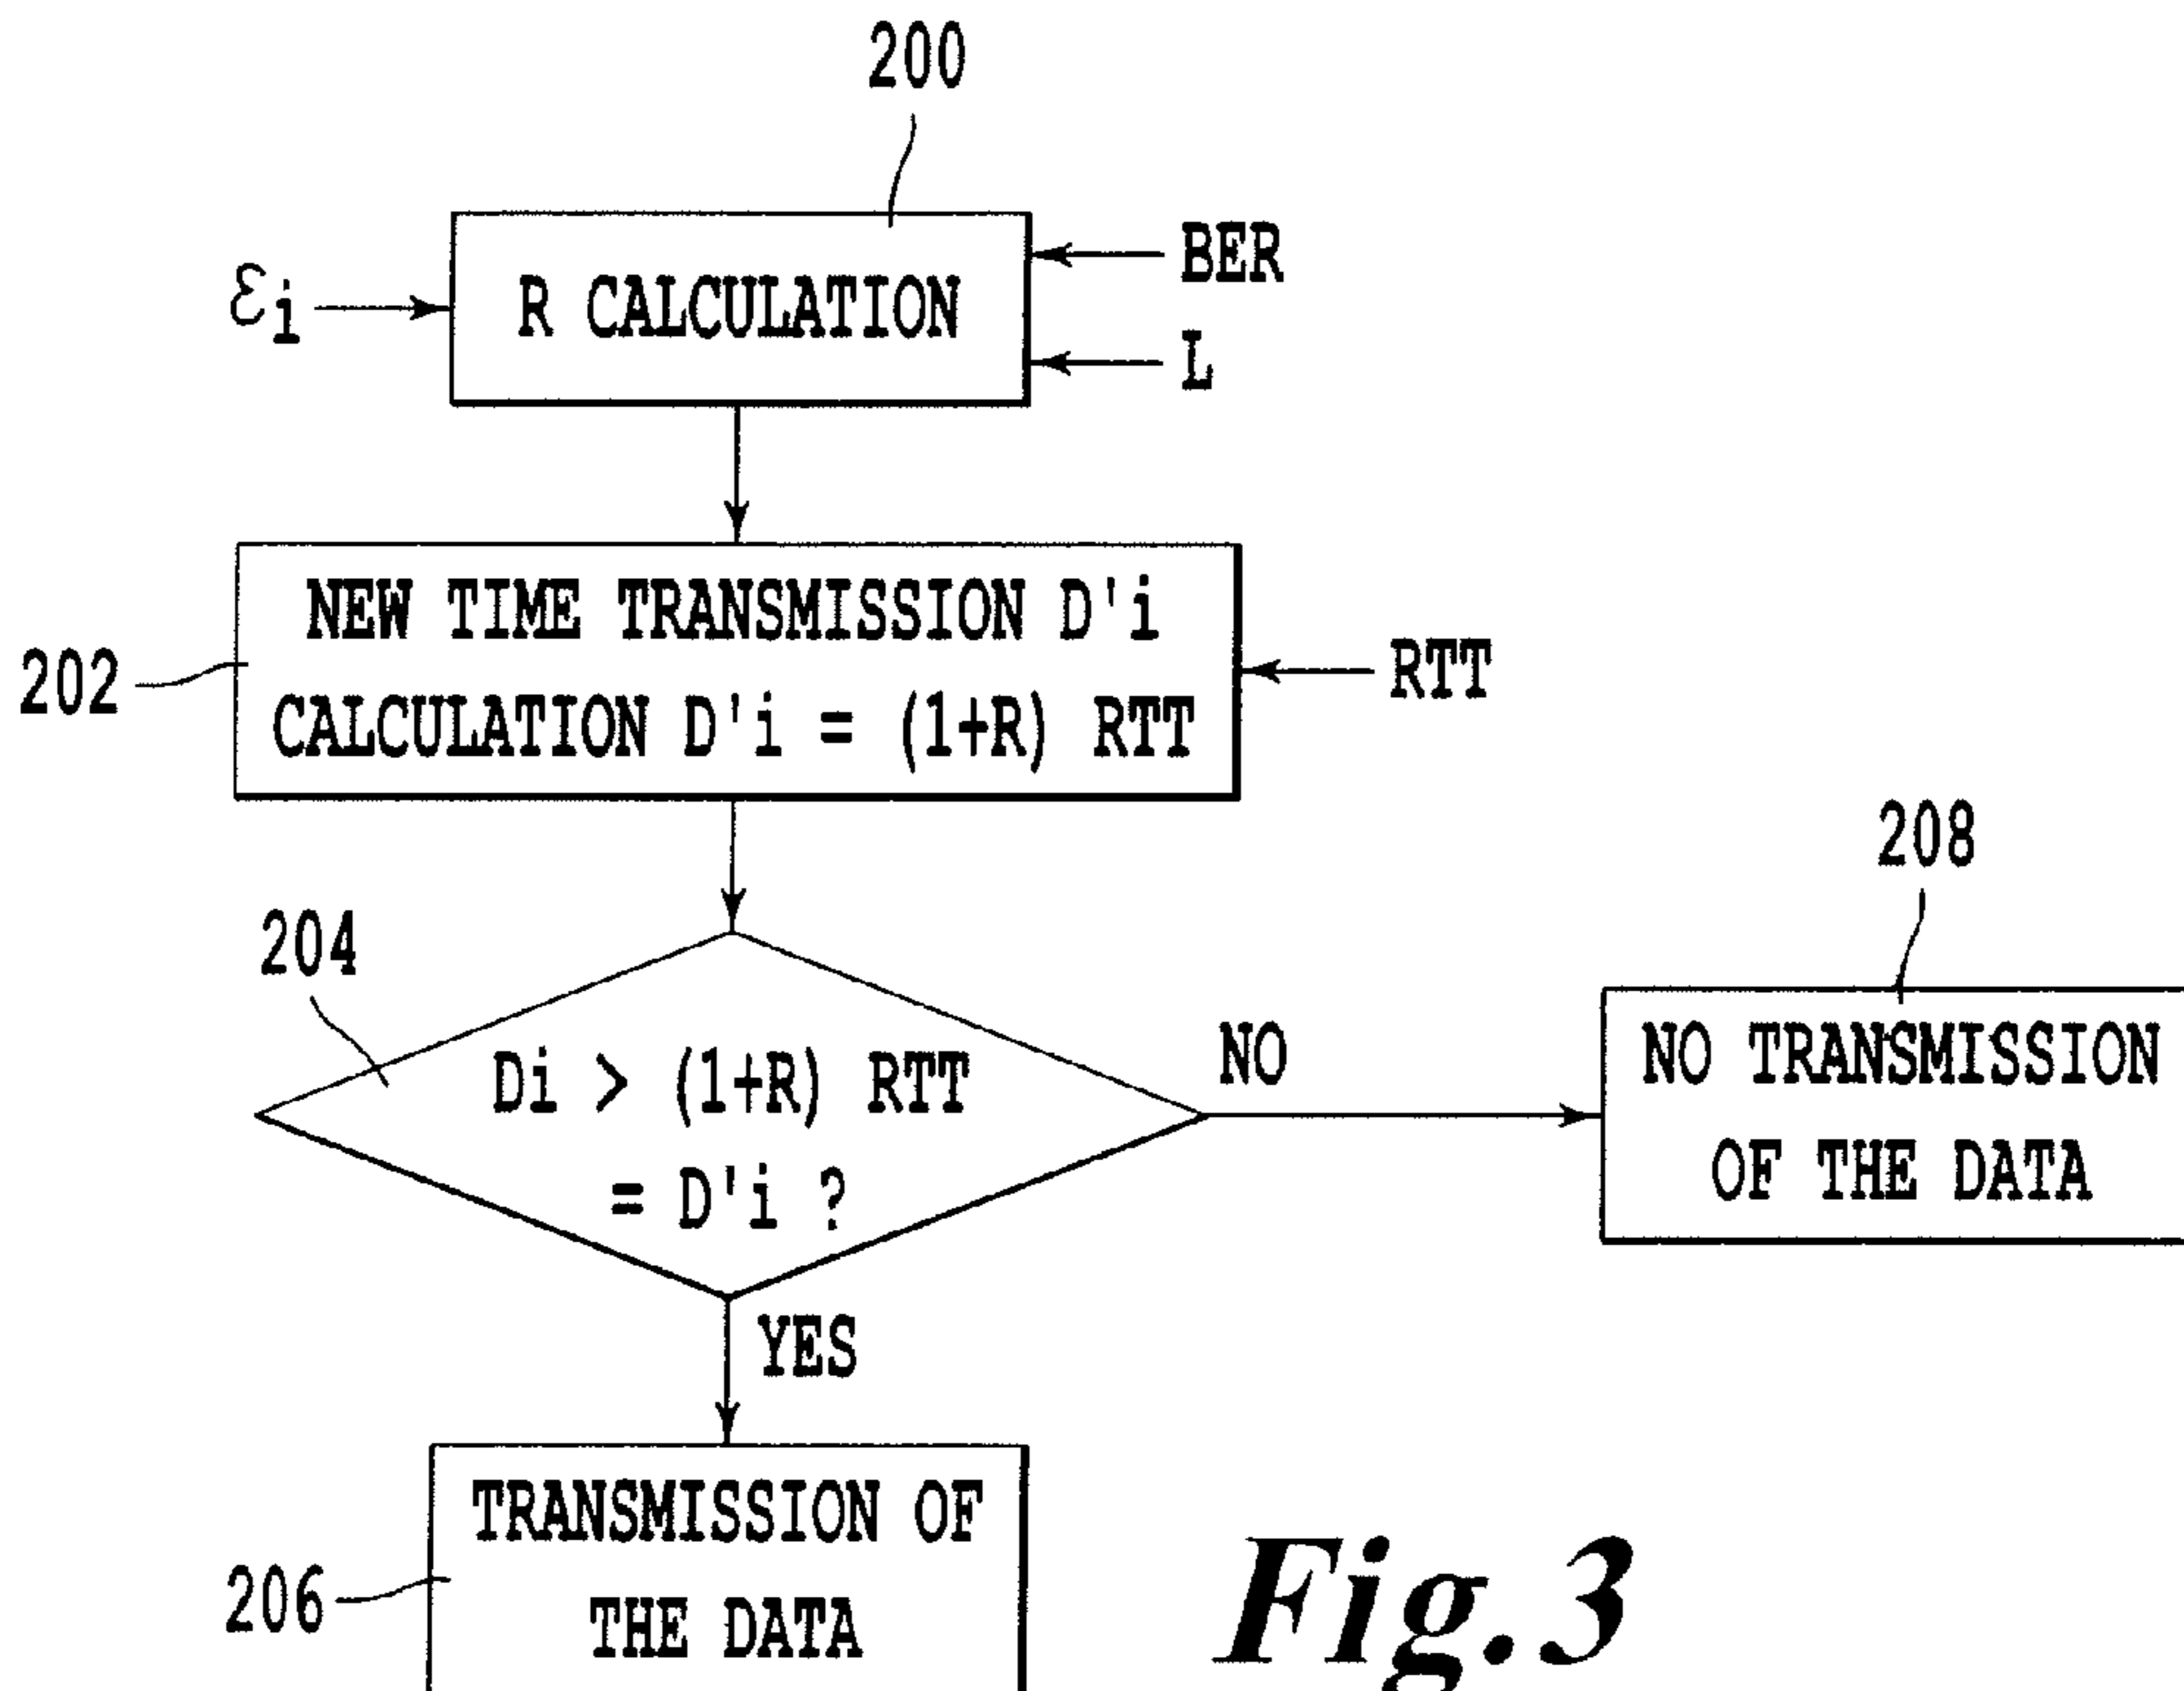 200
BER
εi
R CALCULATION
L
NEW TIME TRANSMISSION D'i
202
RTT
CALCULATION D'i = (1+R) RTT
208
204
NO
NO TRANSMISSION
Di > (1+R) RTT
OF THE DATA
= D'i ?
YES
TRANSMISSION OF
206
THE DATA
Fig.3